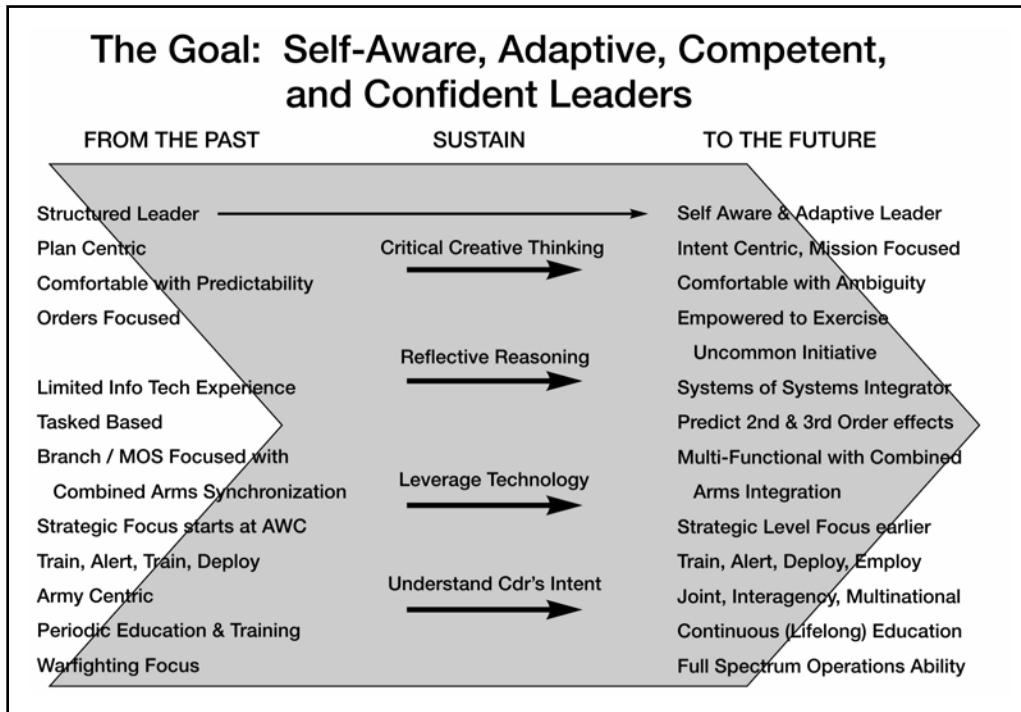 The Goal: Self-Aware, Adaptive, Competent,
and Confident Leaders
FROM THE PAST
Structured Leader
Plan Centric
Comfortable with Predictability
Orders Focused
Limited Info Tech Experience
Tasked Based
Branch / MOS Focused with
Combined Arms Synchronization
Strategic Focus starts at AWC
Train, Alert, Train, Deploy
Army Centric
Periodic Education & Training
Warfighting Focus
SUSTAIN
Critical Creative Thinking
Reflective Reasoning
Leverage Technology
Understand Cdr's Intent
TO THE FUTURE
Self Aware & Adaptive Leader
Intent Centric, Mission Focused
Comfortable with Ambiguity
Empowered to Exercise
Uncommon Initiative
Systems of Systems Integrator
Predict 2nd & 3rd Order effects
Multi-Functional with Combined
Arms Integration
Strategic Level Focus earlier
Train, Alert, Deploy, Employ
Joint, Interagency, Multinational
Continuous (Lifelong) Education
Full Spectrum Operations Ability